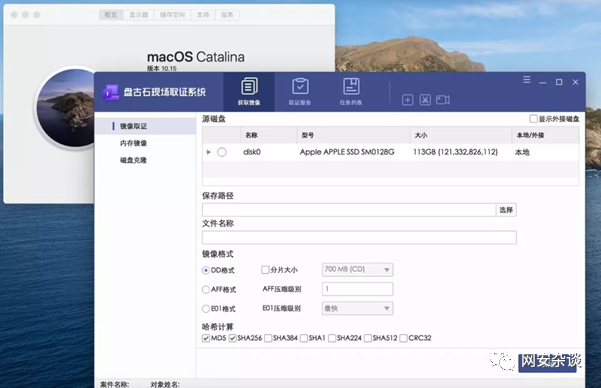 概览 显示器 储存空间 支持 服务
macOS Catalina
版本 10.15
盘古石现场取证系统
获取镜像 取证报告 任务列表
镜像取证
内存镜像
磁盘克隆
源磁盘 显示外接磁盘
名称 型号 大小 本地/外接
disk0 Apple APPLE SSD SM0128G 113GB (121,332,826,112) 本地
保存路径
选择
文件名称
镜像格式
DD格式 分片大小 700 MB (CD)
AFF格式 AFF压缩级别 1
E01格式 E01压缩级别 最快
哈希计算
MD5 SHA256 SHA384 SHA1 SHA224 SHA512 CRC32
网安杂谈
案件名称: 对象姓名: